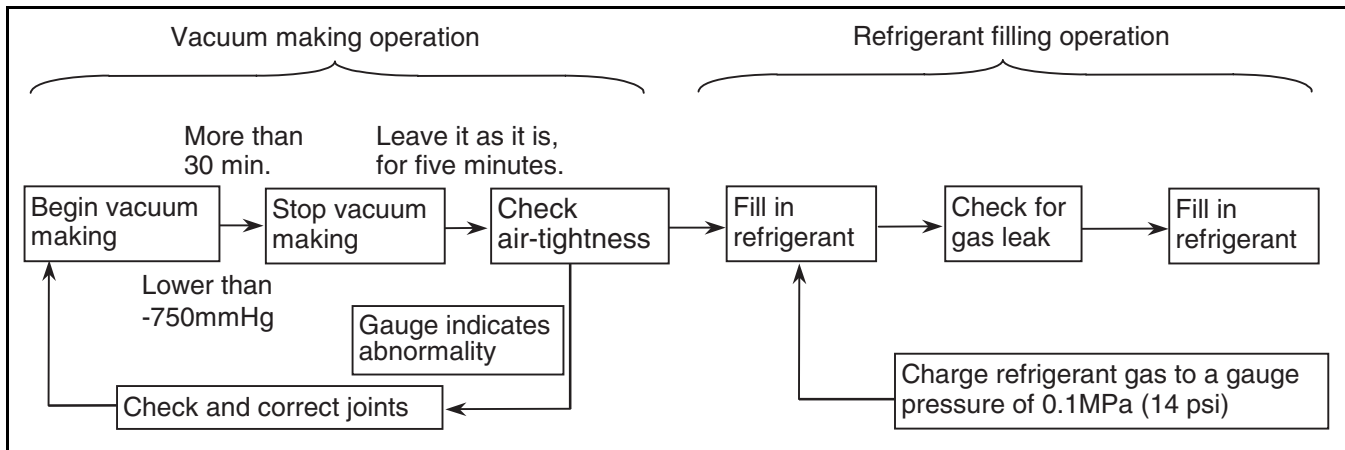 Vacuum making operation
Refrigerant filling operation
More than
30 min.
Leave it as it is,
for five minutes.
Begin vacuum
making
Stop vacuum
making
Check
air-tightness
Fill in
refrigerant
Check for
gas leak
Fill in
refrigerant
Lower than
-750mmHg
Gauge indicates
abnormality
Check and correct joints
Charge refrigerant gas to a gauge
pressure of 0.1MPa (14 psi)